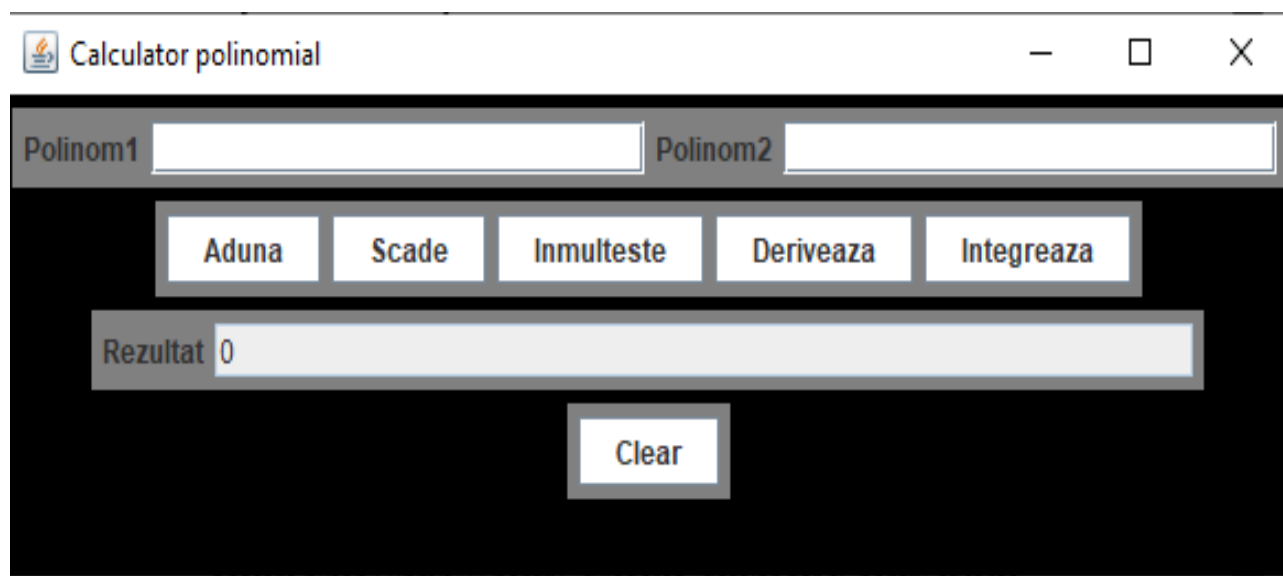 Calculator polinomial
Polinom1 Polinom2
Aduna Scade Inmulteste Deriveaza Integreaza
Rezultat 0
Clear